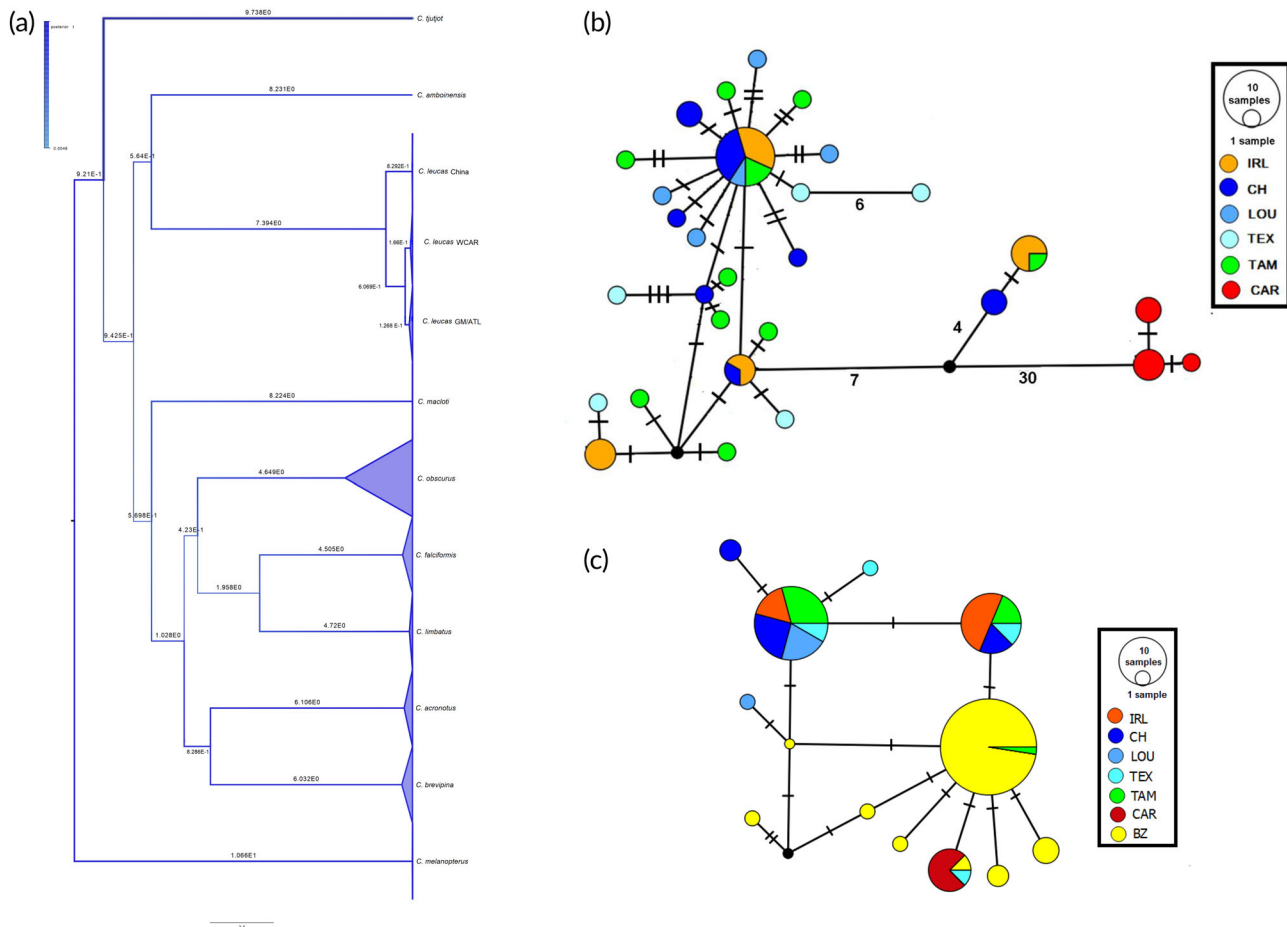 (a)
posterior 1
0.0048
9.738E0
C. tjutjot
8.231E0
C. amboinensis
5.64E-1
9.21E-1
8.292E-1
C. leucas China
7.394E0
1.66E-1
C. leucas WCAR
6.069E-1
1.268 E-1
C. leucas GM/ATL
9.425E-1
8.224E0
C. macloti
4.649E0
C. obscurus
5.698E-1
4.23E-1
4.505E0
C. falciformis
1.958E0
4.72E0
C. limbatus
1.028E0
6.106E0
C. acronotus
8.286E-1
6.032E0
C. brevipina
1.066E1
C. melanopterus
(b)
6
4
7
30
10
samples
1 sample
IRL
CH
LOU
TEX
TAM
CAR
(c)
10
samples
1 sample
IRL
CH
LOU
TEX
TAM
CAR
BZ